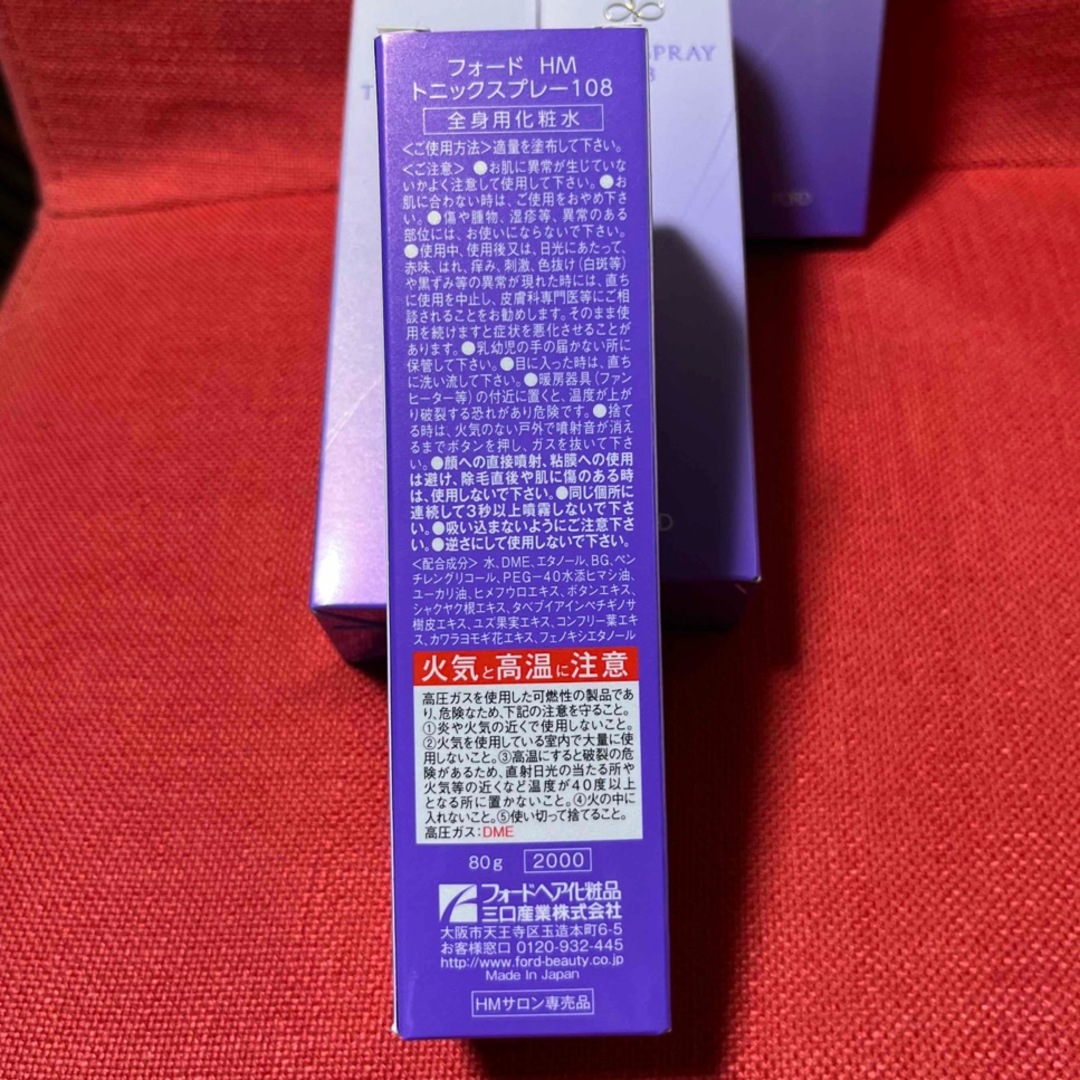 フォード HM
トニックスプレー108
全身用化粧水
<ご使用方法>適量を塗布して下さい。
<ご注意> ●お肌に異常が生じていな
いかよく注意して使用して下さい。●お
肌に合わない時は、ご使用をおやめ下さ
い。●傷や腫物、湿疹等、異常のある
部位には、お使いにならないで下さい。
●使用中、使用後又は、日光にあたって、
赤味、はれ、痒み、刺激、色抜け(白斑等)
や黒ずみ等の異常が現れた時には、直ち
に使用を中止し、皮膚科専門医等にご相
談されることをお勧めします。そのまま使
用を続けますと症状を悪化させることが
あります。●乳幼児の手の届かない所に
保管して下さい。●目に入った時は、直ち
に洗い流して下さい。●暖房器具(ファン
ヒーター等)の付近に置くと、温度が上が
り破裂する恐れがあり危険です。●捨て
る時は、火気のない戸外で噴射音が消え
るまでボタンを押し、ガスを抜いて下さ
い。●顔への直接噴射、粘膜への使用
は避け、除毛直後や肌に傷のある時
は、使用しないで下さい。●同じ個所に
連続して3秒以上噴霧しないで下さ
い。●吸い込まないようにご注意下さ
い。●逆さにして使用しないで下さい。
<配合成分> 水、DME、エタノール、BG、ペン
チレングリコール、PEG-40水添ヒマシ油、
ユーカリ油、ヒメフウロエキス、ボタンエキス、
シャクヤク根エキス、タベブイアインペチギノサ
樹皮エキス、ユズ果実エキス、コンフリー葉エキ
ス、カワラヨモギ花エキス、フェノキシエタノール
火気と高温に注意
高圧ガスを使用した可燃性の製品であ
り、危険なため、下記の注意を守ること。
①炎や火気の近くで使用しないこと。
②火気を使用している室内で大量に使
用しないこと。③高温にすると破裂の危
険があるため、直射日光の当たる所や
火気等の近くなど温度が40度以上
となる所に置かないこと。④火の中に
入れないこと。⑤使い切って捨てること。
高圧ガス:DME
80g 2000
フォードヘア化粧品
三口産業株式会社
大阪市天王寺区玉造本町6-5
お客様窓口 0120-932-445
http://www.ford-beauty.co.jp
Made In Japan
HMサロン専売品
SPRAY
FORD